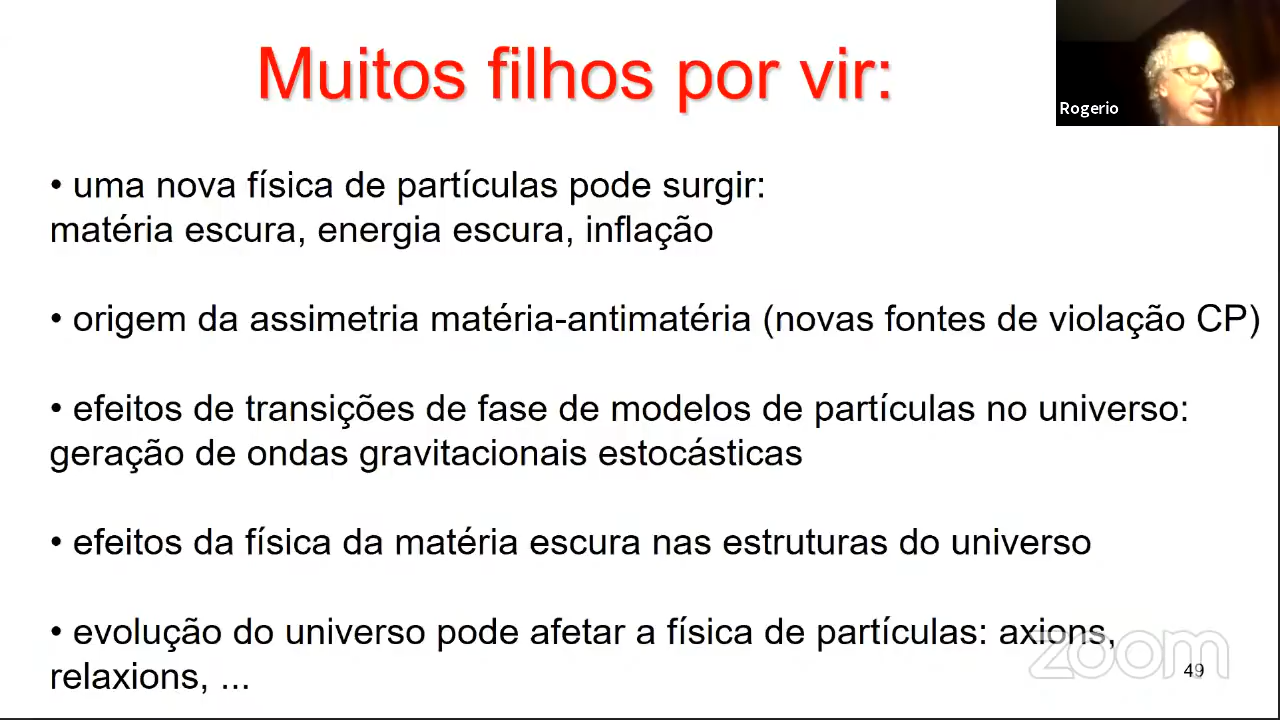 Muitos filhos por vir:
Rogerio
• uma nova física de partículas pode surgir:
matéria escura, energia escura, inflação
• origem da assimetria matéria-antimatéria (novas fontes de violação CP)
• efeitos de transições de fase de modelos de partículas no universo:
geração de ondas gravitacionais estocásticas
• efeitos da física da matéria escura nas estruturas do universo
• evolução do universo pode afetar a física de partículas: axions,
relaxions, ...
zoom
49